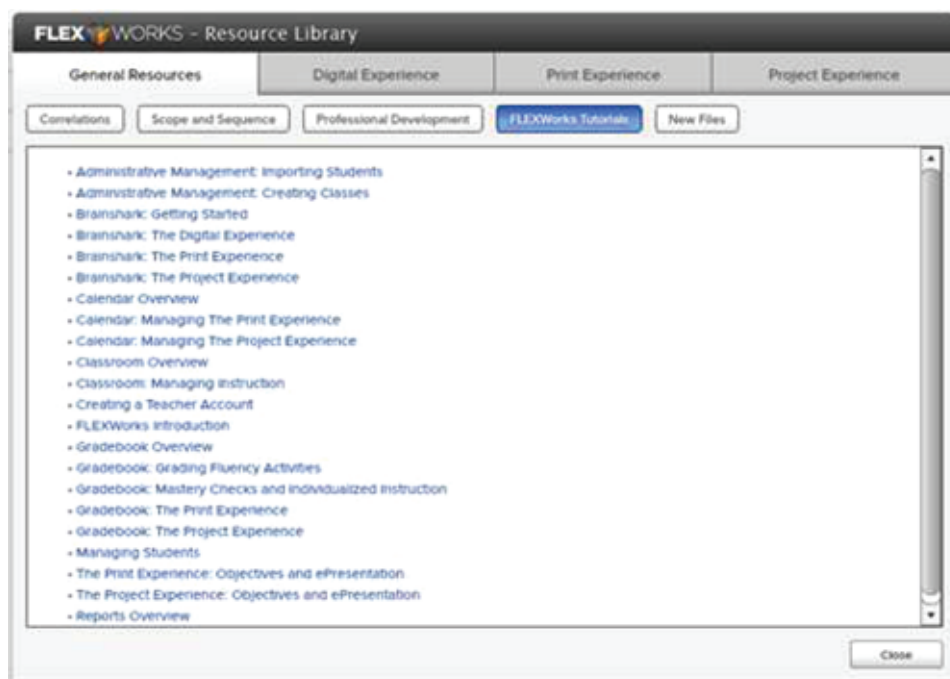 FLEX WORKS - Resource Library
General Resources Digital Experience Print Experience Project Experience
Correlations Scope and Sequence Professional Development FLEXWorks Tutorials New Files
• Administrative Management: Importing Students
• Administrative Management: Creating Classes
• Brainshark: Getting Started
• Brainshark: The Digital Experience
• Brainshark: The Print Experience
• Brainshark: The Project Experience
• Calendar Overview
• Calendar: Managing The Print Experience
• Calendar: Managing The Project Experience
• Classroom Overview
• Classroom: Managing Instruction
• Creating a Teacher Account
• FLEXWorks Introduction
• Gradebook Overview
• Gradebook: Grading Fluency Activities
• Gradebook: Mastery Checks and Individualized Instruction
• Gradebook: The Print Experience
• Gradebook: The Project Experience
• Managing Students
• The Print Experience: Objectives and ePresentation
• The Project Experience: Objectives and ePresentation
• Reports Overview
Close